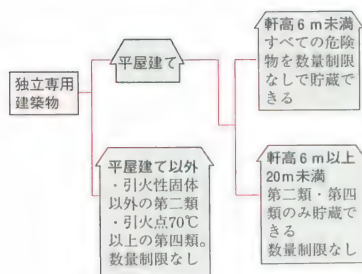 独立専用
建築物
平屋建て
平屋建て以外
・引火性固体
以外の第二類
・引火点70℃
以上の第四類。
数量制限なし
軒高6m未満
すべての危険
物を数量制限
なしで貯蔵で
きる
軒高6m以上
20m未満
第二類・第四
類のみ貯蔵で
きる
数量制限なし